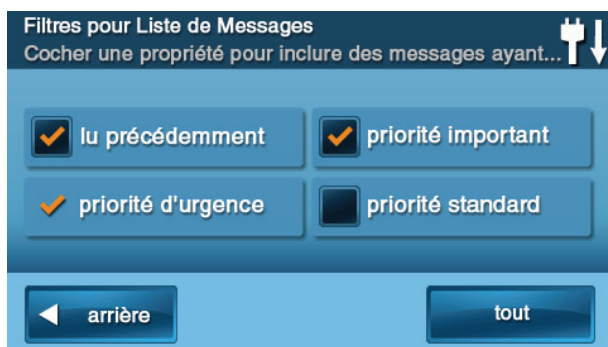 Filtres pour Liste de Messages
Cocher une propriété pour inclure des messages ayant...
lu précédemment
priorité important
priorité d'urgence
priorité standard
arrière
tout